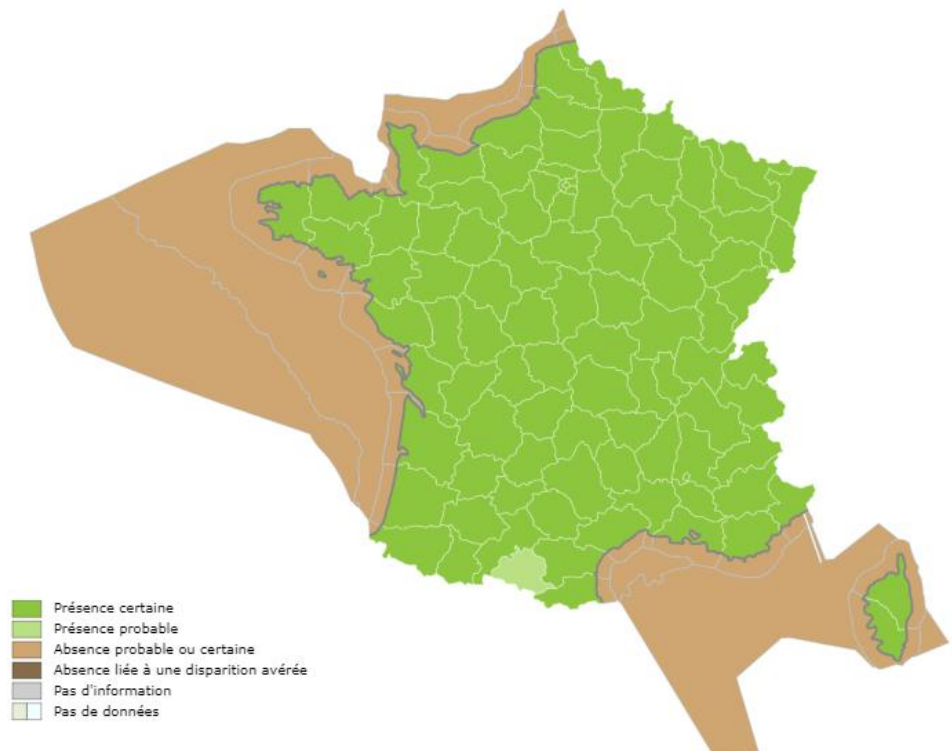 Présence certaine
Présence probable
Absence probable ou certaine
Absence liée à une disparition avérée
Pas d'information
Pas de données